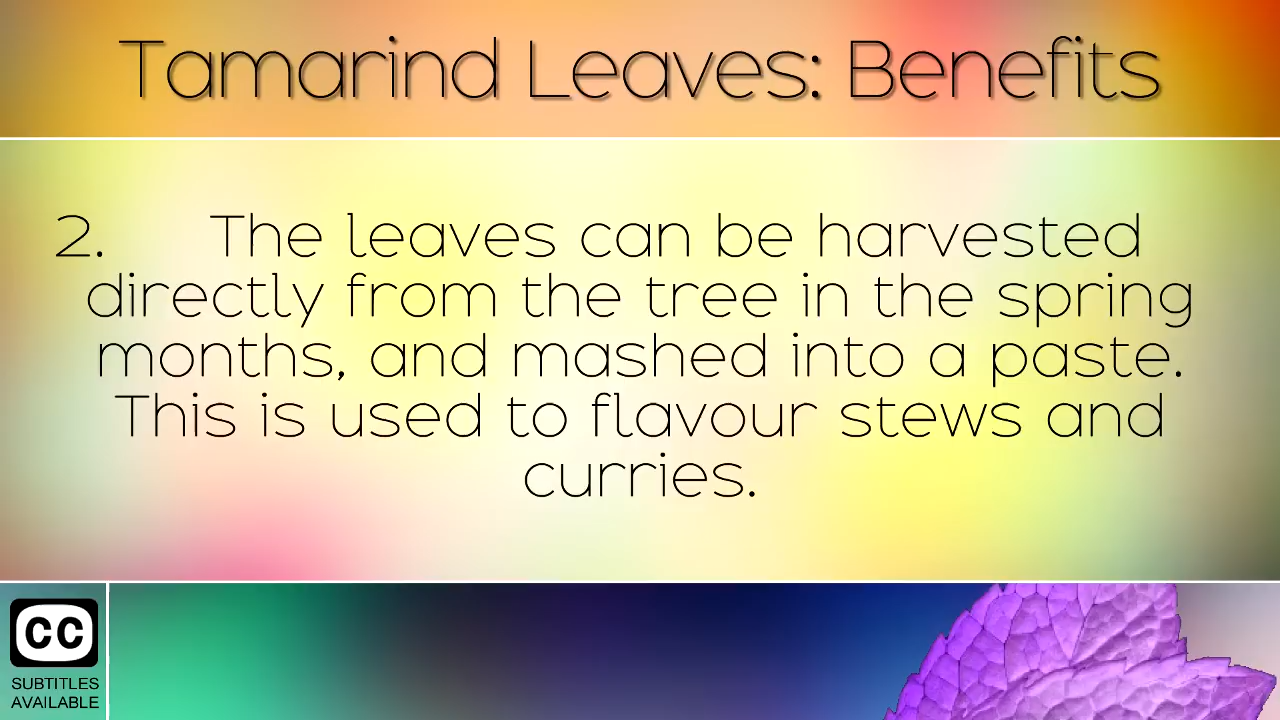 Tamarind Leaves: Benefits
2. The leaves can be harvested
directly from the tree in the spring
months, and mashed into a paste.
This is used to flavour stews and
curries.
CC
SUBTITLES
AVAILABLE